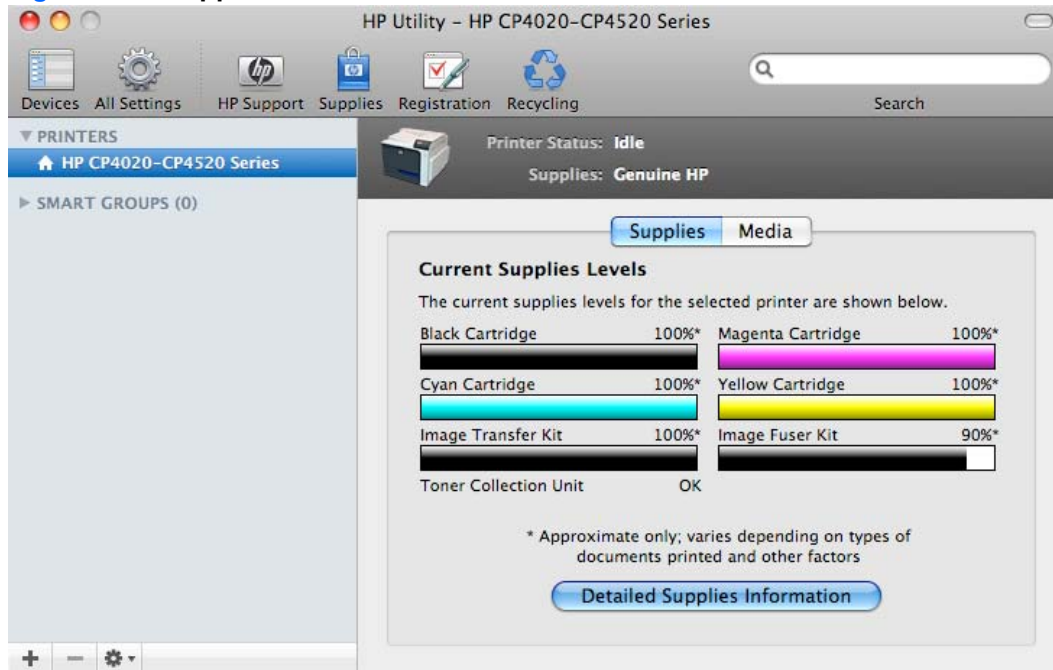 HP Utility – HP CP4020–CP4520 Series
Devices All Settings HP Support Supplies Registration Recycling Search
PRINTERS
HP CP4020–CP4520 Series
SMART GROUPS (0)
Printer Status: Idle
Supplies: Genuine HP
Supplies Media
Current Supplies Levels
The current supplies levels for the selected printer are shown below.
Black Cartridge 100%* Magenta Cartridge 100%*
Cyan Cartridge 100%* Yellow Cartridge 100%*
Image Transfer Kit 100%* Image Fuser Kit 90%*
Toner Collection Unit OK
* Approximate only; varies depending on types of
documents printed and other factors
Detailed Supplies Information